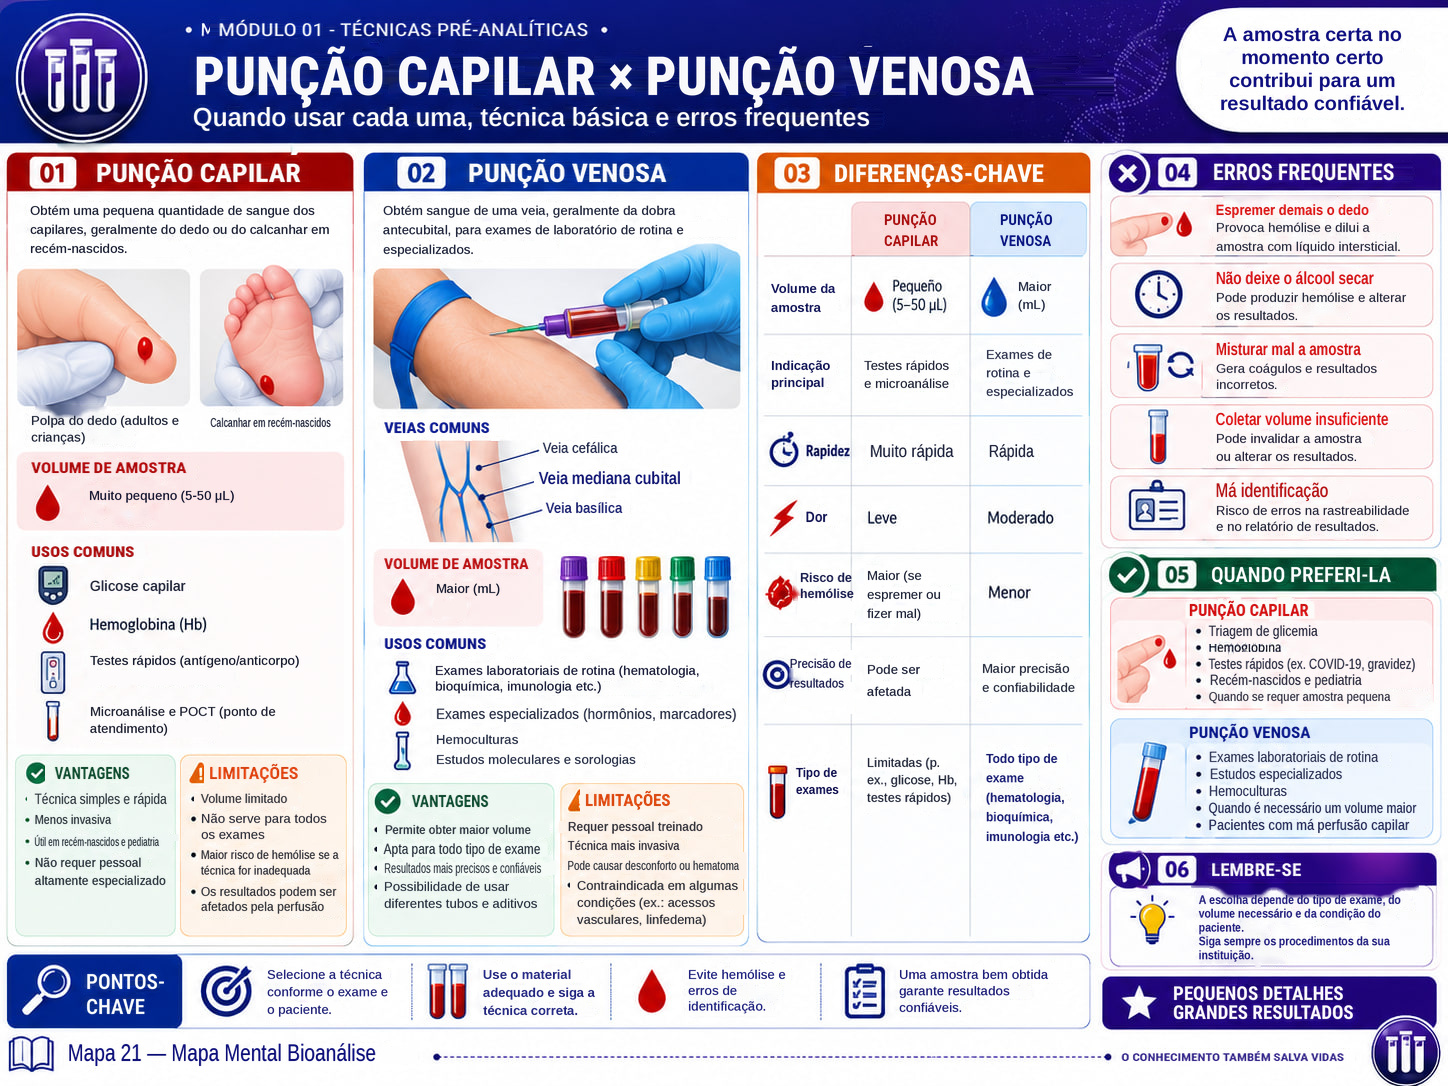 • MÓDULO 01 - TÉCNICAS PRÉ-ANALÍTICAS •
PUNÇÃO CAPILAR × PUNÇÃO VENOSA
Quando usar cada uma, técnica básica e erros frequentes
A amostra certa no
momento certo
contribui para um
resultado confiável.
01 PUNÇÃO CAPILAR
Obtém uma pequena quantidade de sangue dos
capilares, geralmente do dedo ou do calcanhar em
recém-nascidos.
Polpa do dedo (adultos e
crianças)
Calcanhar em recém-nascidos
VOLUME DE AMOSTRA
Muito pequeno (5-50 µL)
USOS COMUNS
Glicose capilar
Hemoglobina (Hb)
Testes rápidos (antígeno/anticorpo)
Microanálise e POCT (ponto de
atendimento)
VANTAGENS
• Técnica simples e rápida
• Menos invasiva
• Útil em recém-nascidos e pediatria
• Não requer pessoal
altamente especializado
LIMITAÇÕES
• Volume limitado
• Não serve para todos
os exames
• Maior risco de hemólise se a
técnica for inadequada
• Os resultados podem ser
afetados pela perfusão
02 PUNÇÃO VENOSA
Obtém sangue de uma veia, geralmente da dobra
antecubital, para exames de laboratório de rotina e
especializados.
VEIAS COMUNS
Veia cefálica
Veia mediana cubital
Veia basílica
VOLUME DE AMOSTRA
Maior (mL)
USOS COMUNS
Exames laboratoriais de rotina (hematologia,
bioquímica, imunologia etc.)
Exames especializados (hormônios, marcadores)
Hemoculturas
Estudos moleculares e sorologias
VANTAGENS
• Permite obter maior volume
• Apta para todo tipo de exame
• Resultados mais precisos e confiáveis
• Possibilidade de usar
diferentes tubos e aditivos
LIMITAÇÕES
Requer pessoal treinado
Técnica mais invasiva
Pode causar desconforto ou hematoma
• Contraindicada em algumas
condições (ex.: acessos
vasculares, linfedema)
03 DIFERENÇAS-CHAVE
PUNÇÃO
CAPILAR
PUNÇÃO
VENOSA
Volume da
amostra
Pequeño
(5–50 µL)
Maior
(mL)
Indicação
principal
Testes rápidos
e microanálise
Exames de
rotina e
especializados
Rapidez
Muito rápida
Rápida
Dor
Leve
Moderado
Risco de
hemólise
Maior (se
espremer ou
fizer mal)
Menor
Precisão de
resultados
Pode ser
afetada
Maior precisão
e confiabilidade
Tipo de
exames
Limitadas (p.
ex., glicose, Hb,
testes rápidos)
Todo tipo de
exame
(hematologia,
bioquímica,
imunologia etc.)
04 ERROS FREQUENTES
Espremer demais o dedo
Provoca hemólise e dilui a
amostra com líquido intersticial.
Não deixe o álcool secar
Pode produzir hemólise e alterar
os resultados.
Misturar mal a amostra
Gera coágulos e resultados
incorretos.
Coletar volume insuficiente
Pode invalidar a amostra
ou alterar os resultados.
Má identificação
Risco de erros na rastreabilidade
e no relatório de resultados.
05 QUANDO PREFERI-LA
PUNÇÃO CAPILAR
• Triagem de glicemia
• Hemoglobina
• Testes rápidos (ex. COVID-19, gravidez)
• Recém-nascidos e pediatria
• Quando se requer amostra pequena
PUNÇÃO VENOSA
• Exames laboratoriais de rotina
• Estudos especializados
• Hemoculturas
• Quando é necessário um volume maior
• Pacientes com má perfusão capilar
06 LEMBRE-SE
A escolha depende do tipo de exame, do
volume necessário e da condição do
paciente.
Siga sempre os procedimentos da sua
instituição.
PONTOS-
CHAVE
Selecione a técnica
conforme o exame e
o paciente.
Use o material
adequado e siga a
técnica correta.
Evite hemólise e
erros de
identificação.
Uma amostra bem obtida
garante resultados
confiáveis.
PEQUENOS DETALHES
GRANDES RESULTADOS
Mapa 21 — Mapa Mental Bioanálise
O CONHECIMENTO TAMBÉM SALVA VIDAS